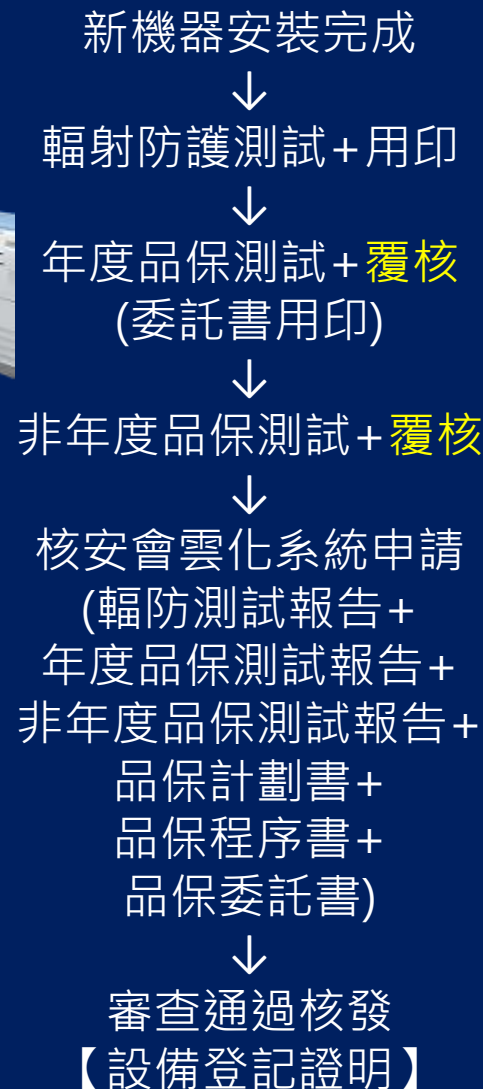 新機器安裝完成
↓
輻射防護測試+用印
↓
年度品保測試+覆核
(委託書用印)
↓
非年度品保測試+覆核
↓
核安會雲化系統申請
(輻防測試報告+
年度品保測試報告+
非年度品保測試報告+
品保計劃書+
品保程序書+
品保委託書)
↓
審查通過核發
【設備登記證明】